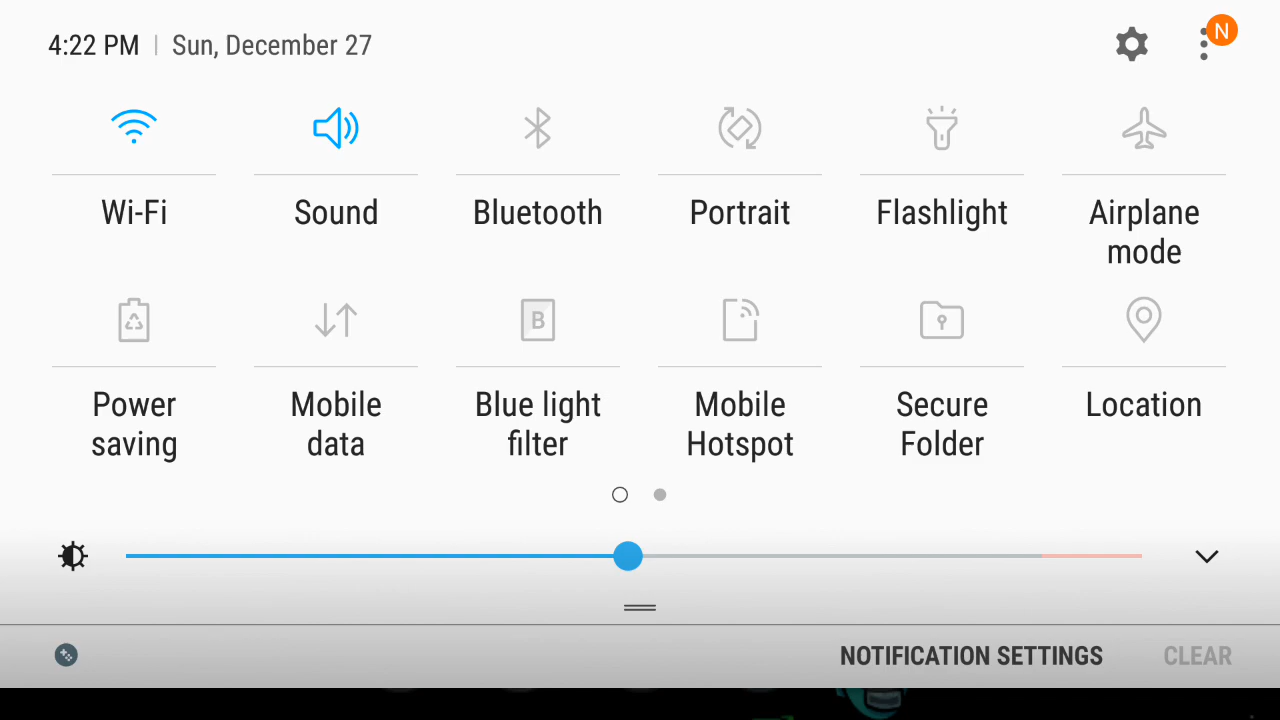 4:22 PM | Sun, December 27
N
Wi-Fi
Sound
Bluetooth
Portrait
Flashlight
Airplane
mode
B
Power
saving
Mobile
data
Blue light
filter
Mobile
Hotspot
Secure
Folder
Location
NOTIFICATION SETTINGS
CLEAR